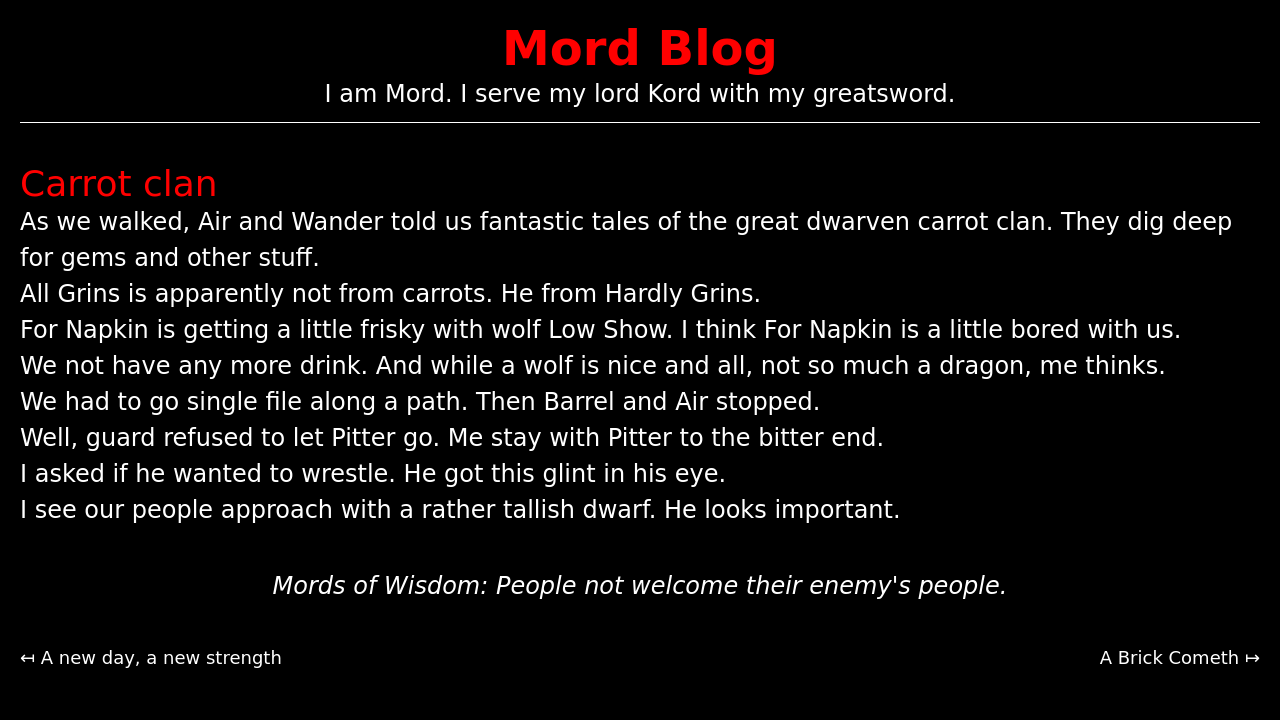 Mord Blog
I am Mord. I serve my lord Kord with my greatsword.
Carrot clan
As we walked, Air and Wander told us fantastic tales of the great dwarven carrot clan. They dig deep
for gems and other stuff.
All Grins is apparently not from carrots. He from Hardly Grins.
For Napkin is getting a little frisky with wolf Low Show. I think For Napkin is a little bored with us.
We not have any more drink. And while a wolf is nice and all, not so much a dragon, me thinks.
We had to go single file along a path. Then Barrel and Air stopped.
Well, guard refused to let Pitter go. Me stay with Pitter to the bitter end.
I asked if he wanted to wrestle. He got this glint in his eye.
I see our people approach with a rather tallish dwarf. He looks important.
Mords of Wisdom: People not welcome their enemy's people.
↤ A new day, a new strength
A Brick Cometh ↦